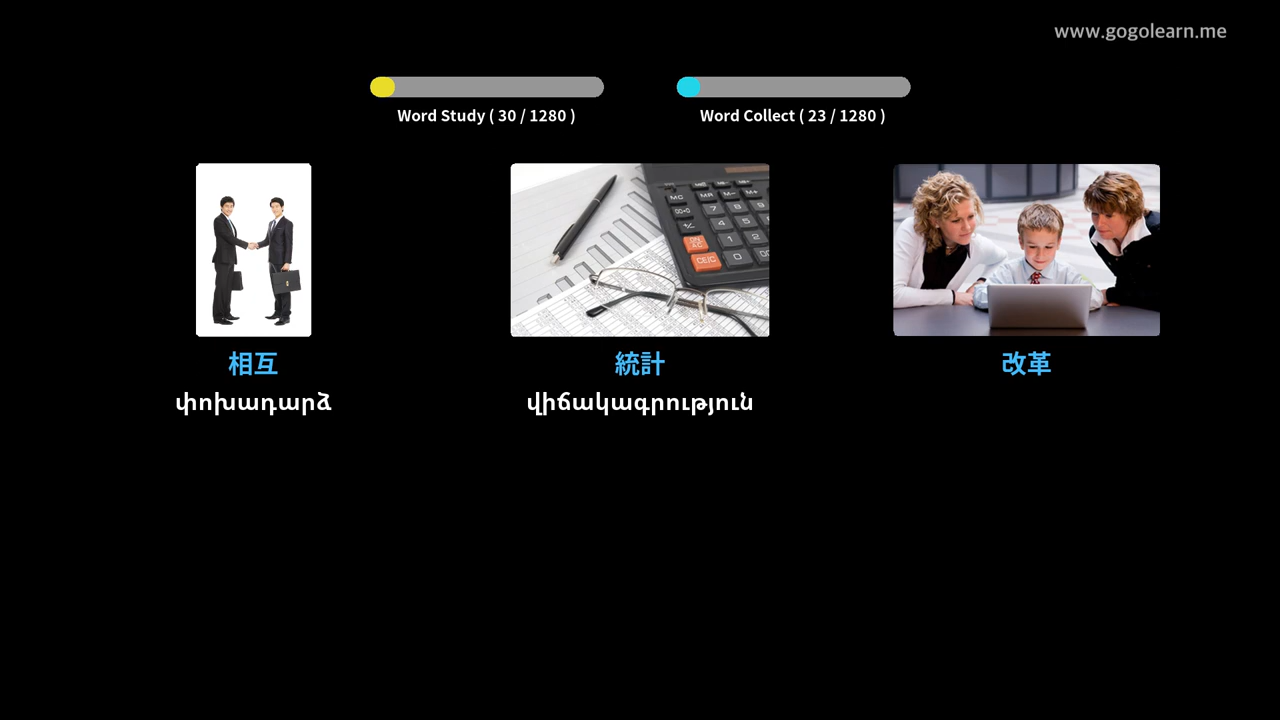 www.gogolearn.me
Word Study ( 30 / 1280 )
Word Collect ( 23 / 1280 )
相互
統計
改革
փոխադարձ
վիճակագրություն